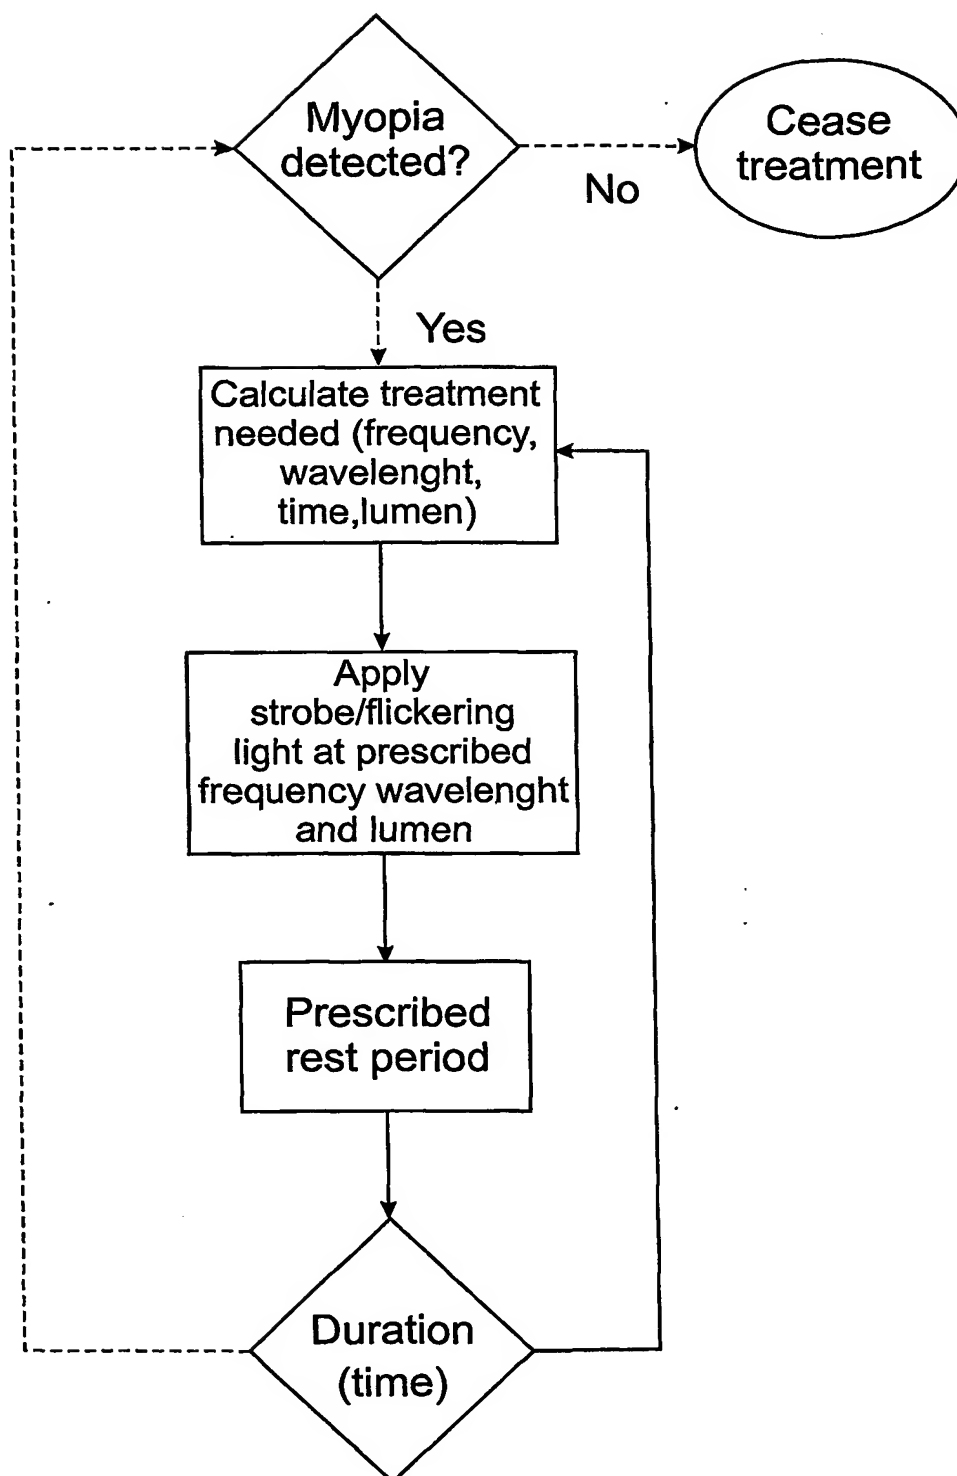 Myopia
detected?
Cease
treatment
No
Yes
Calculate treatment
needed (frequency,
wavelenght,
time,lumen)
Apply
strobe/flickering
light at prescribed
frequency wavelenght
and lumen
Prescribed
rest period
Duration
(time)